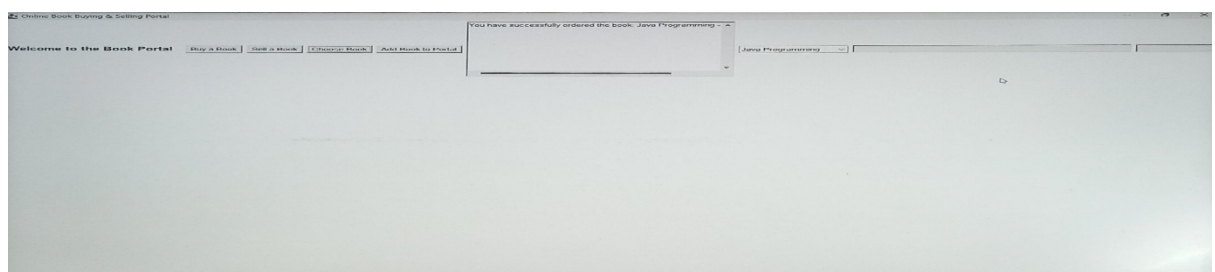 Online Book Buying & Selling Portal
Welcome to the Book Portal
Buy a Book
Sell a Book
Choose Book
Add Book to Portal
You have successfully ordered the book: Java Programming -
Java Programming